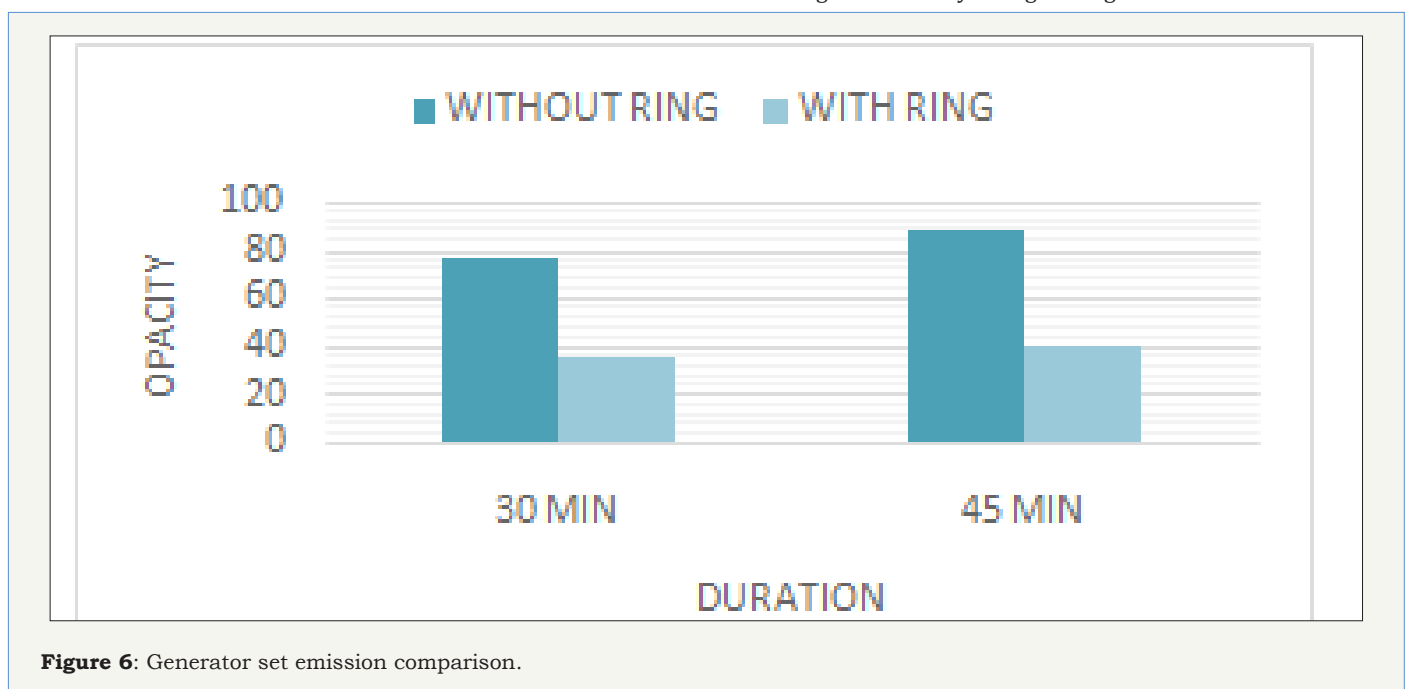 WITHOUT RING WITH RING
100
80
60
40
20
0
OPACITY
30 MIN 45 MIN
DURATION
Figure 6: Generator set emission comparison.